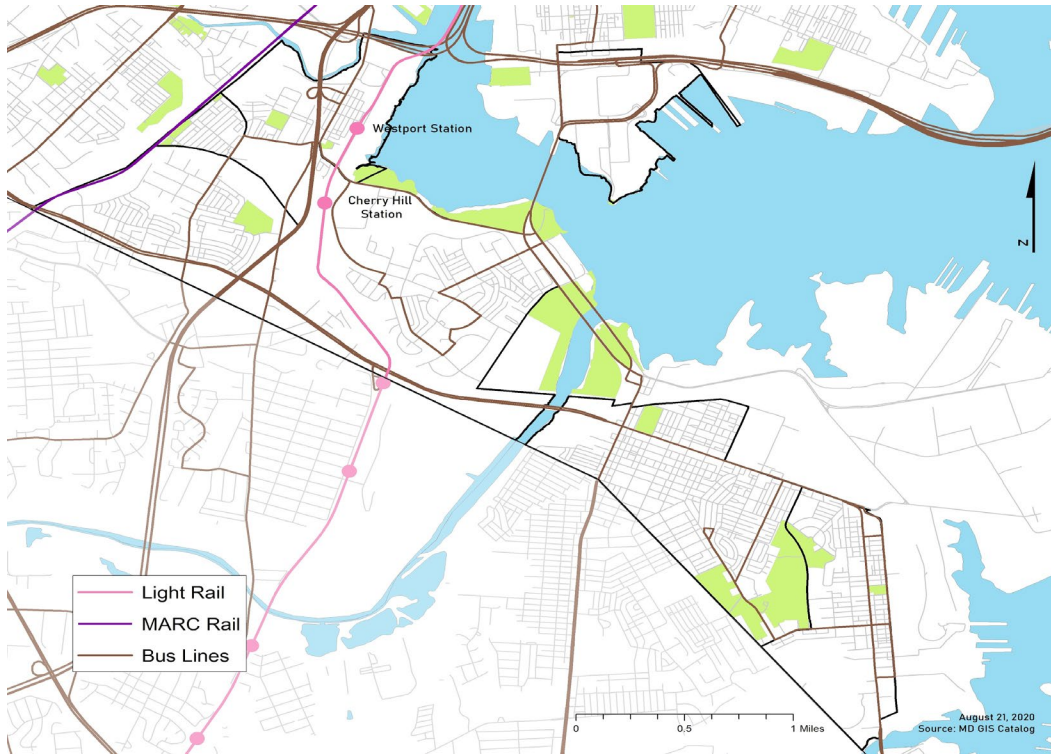 Westport Station
Cherry Hill
Station
N
Light Rail
MARC Rail
Bus Lines
0 0.5 1 Miles
August 21, 2020
Source: MD GIS Catalog